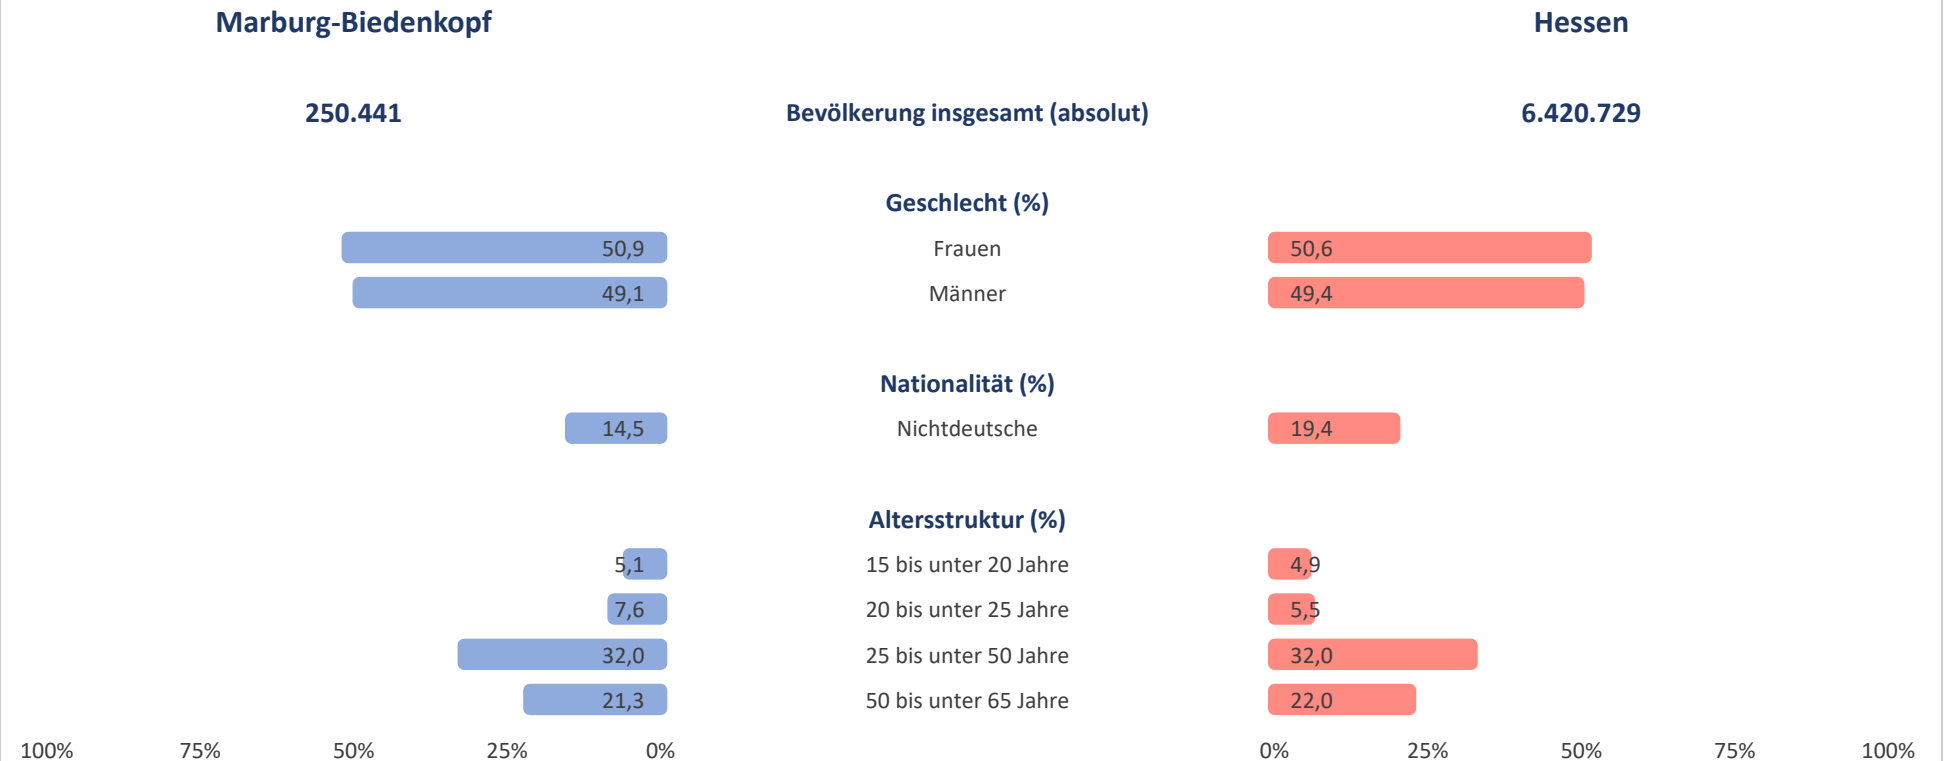 Marburg-Biedenkopf Hessen
250.441 Bevölkerung insgesamt (absolut) 6.420.729
Geschlecht (%)
50,9 Frauen 50,6
49,1 Männer 49,4
Nationalität (%)
14,5 Nichtdeutsche 19,4
Altersstruktur (%)
5,1 15 bis unter 20 Jahre 4,9
7,6 20 bis unter 25 Jahre 5,5
32,0 25 bis unter 50 Jahre 32,0
21,3 50 bis unter 65 Jahre 22,0
100% 75% 50% 25% 0% 0% 25% 50% 75% 100%